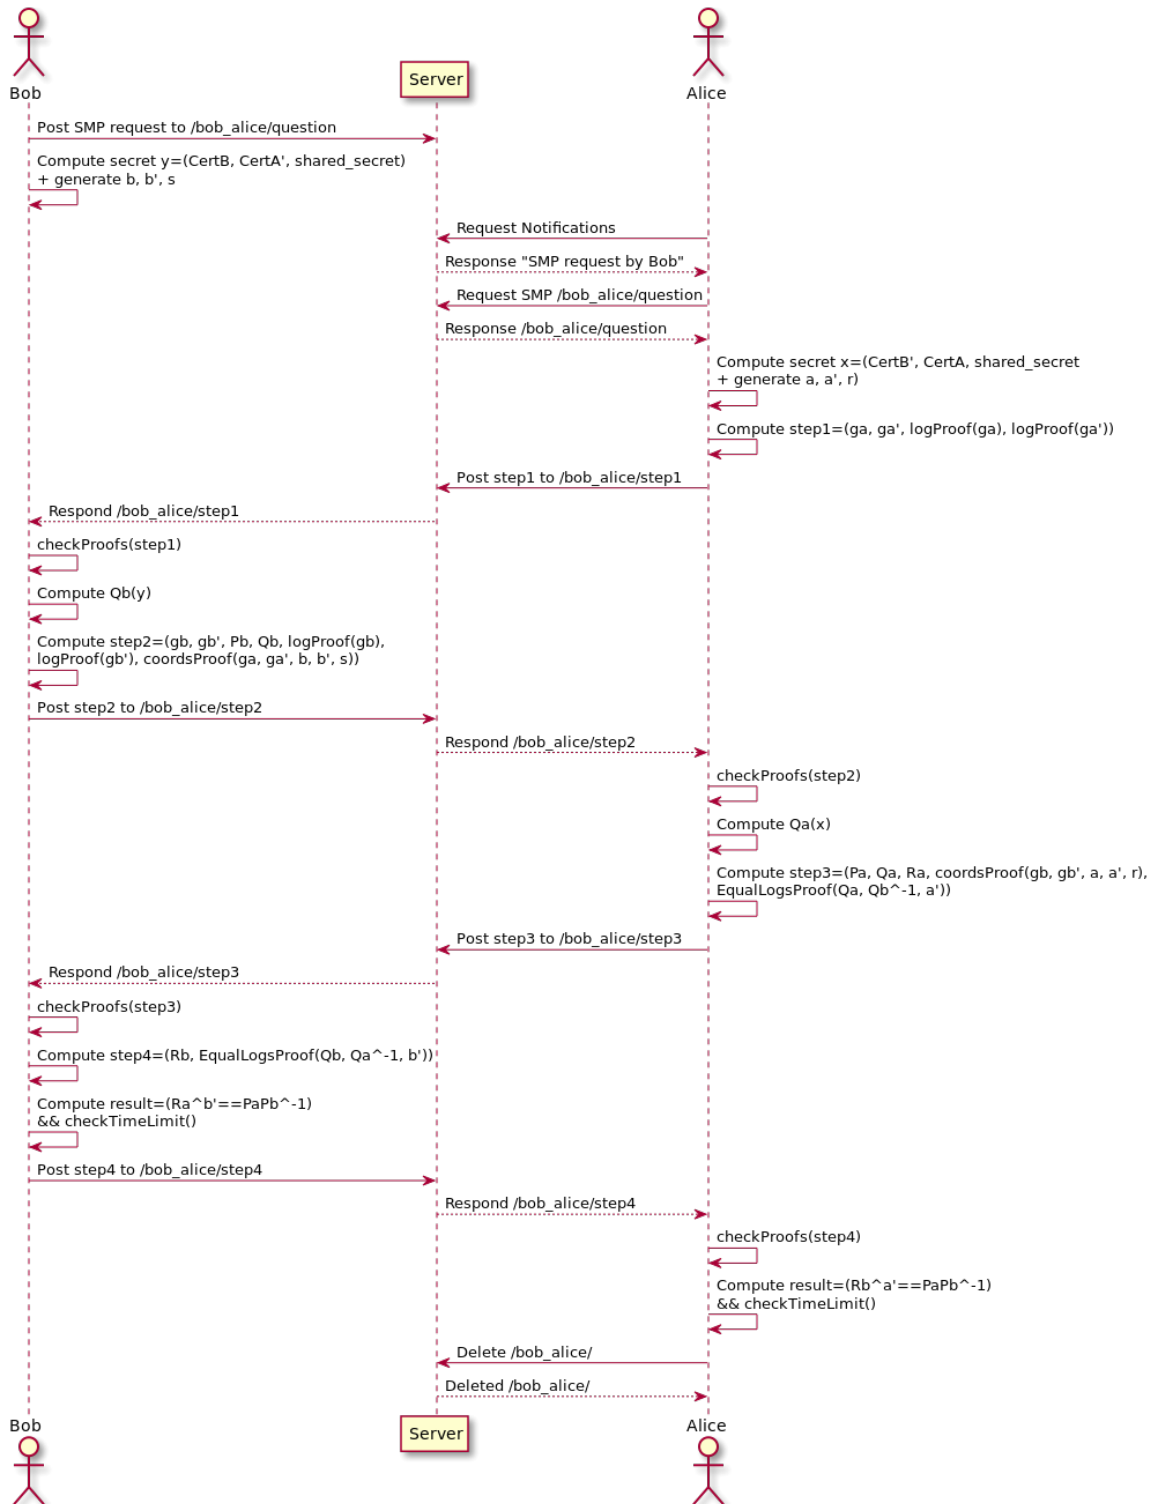 Bob
Server
Alice
Post SMP request to /bob_alice/question
Compute secret y=(CertB, CertA', shared_secret)
+ generate b, b', s
Request Notifications
Response "SMP request by Bob"
Request SMP /bob_alice/question
Response /bob_alice/question
Compute secret x=(CertB', CertA, shared_secret
+ generate a, a', r)
Compute step1=(ga, ga', logProof(ga), logProof(ga'))
Post step1 to /bob_alice/step1
Respond /bob_alice/step1
checkProofs(step1)
Compute Qb(y)
Compute step2=(gb, gb', Pb, Qb, logProof(gb),
logProof(gb'), coordsProof(ga, ga', b, b', s))
Post step2 to /bob_alice/step2
Respond /bob_alice/step2
checkProofs(step2)
Compute Qa(x)
Compute step3=(Pa, Qa, Ra, coordsProof(gb, gb', a, a', r),
EqualLogsProof(Qa, Qb^-1, a'))
Post step3 to /bob_alice/step3
Respond /bob_alice/step3
checkProofs(step3)
Compute step4=(Rb, EqualLogsProof(Qb, Qa^-1, b'))
Compute result=(Ra^b'==PaPb^-1)
&& checkTimeLimit()
Post step4 to /bob_alice/step4
Respond /bob_alice/step4
checkProofs(step4)
Compute result=(Rb^a'==PaPb^-1)
&& checkTimeLimit()
Delete /bob_alice/
Deleted /bob_alice/
Bob
Server
Alice